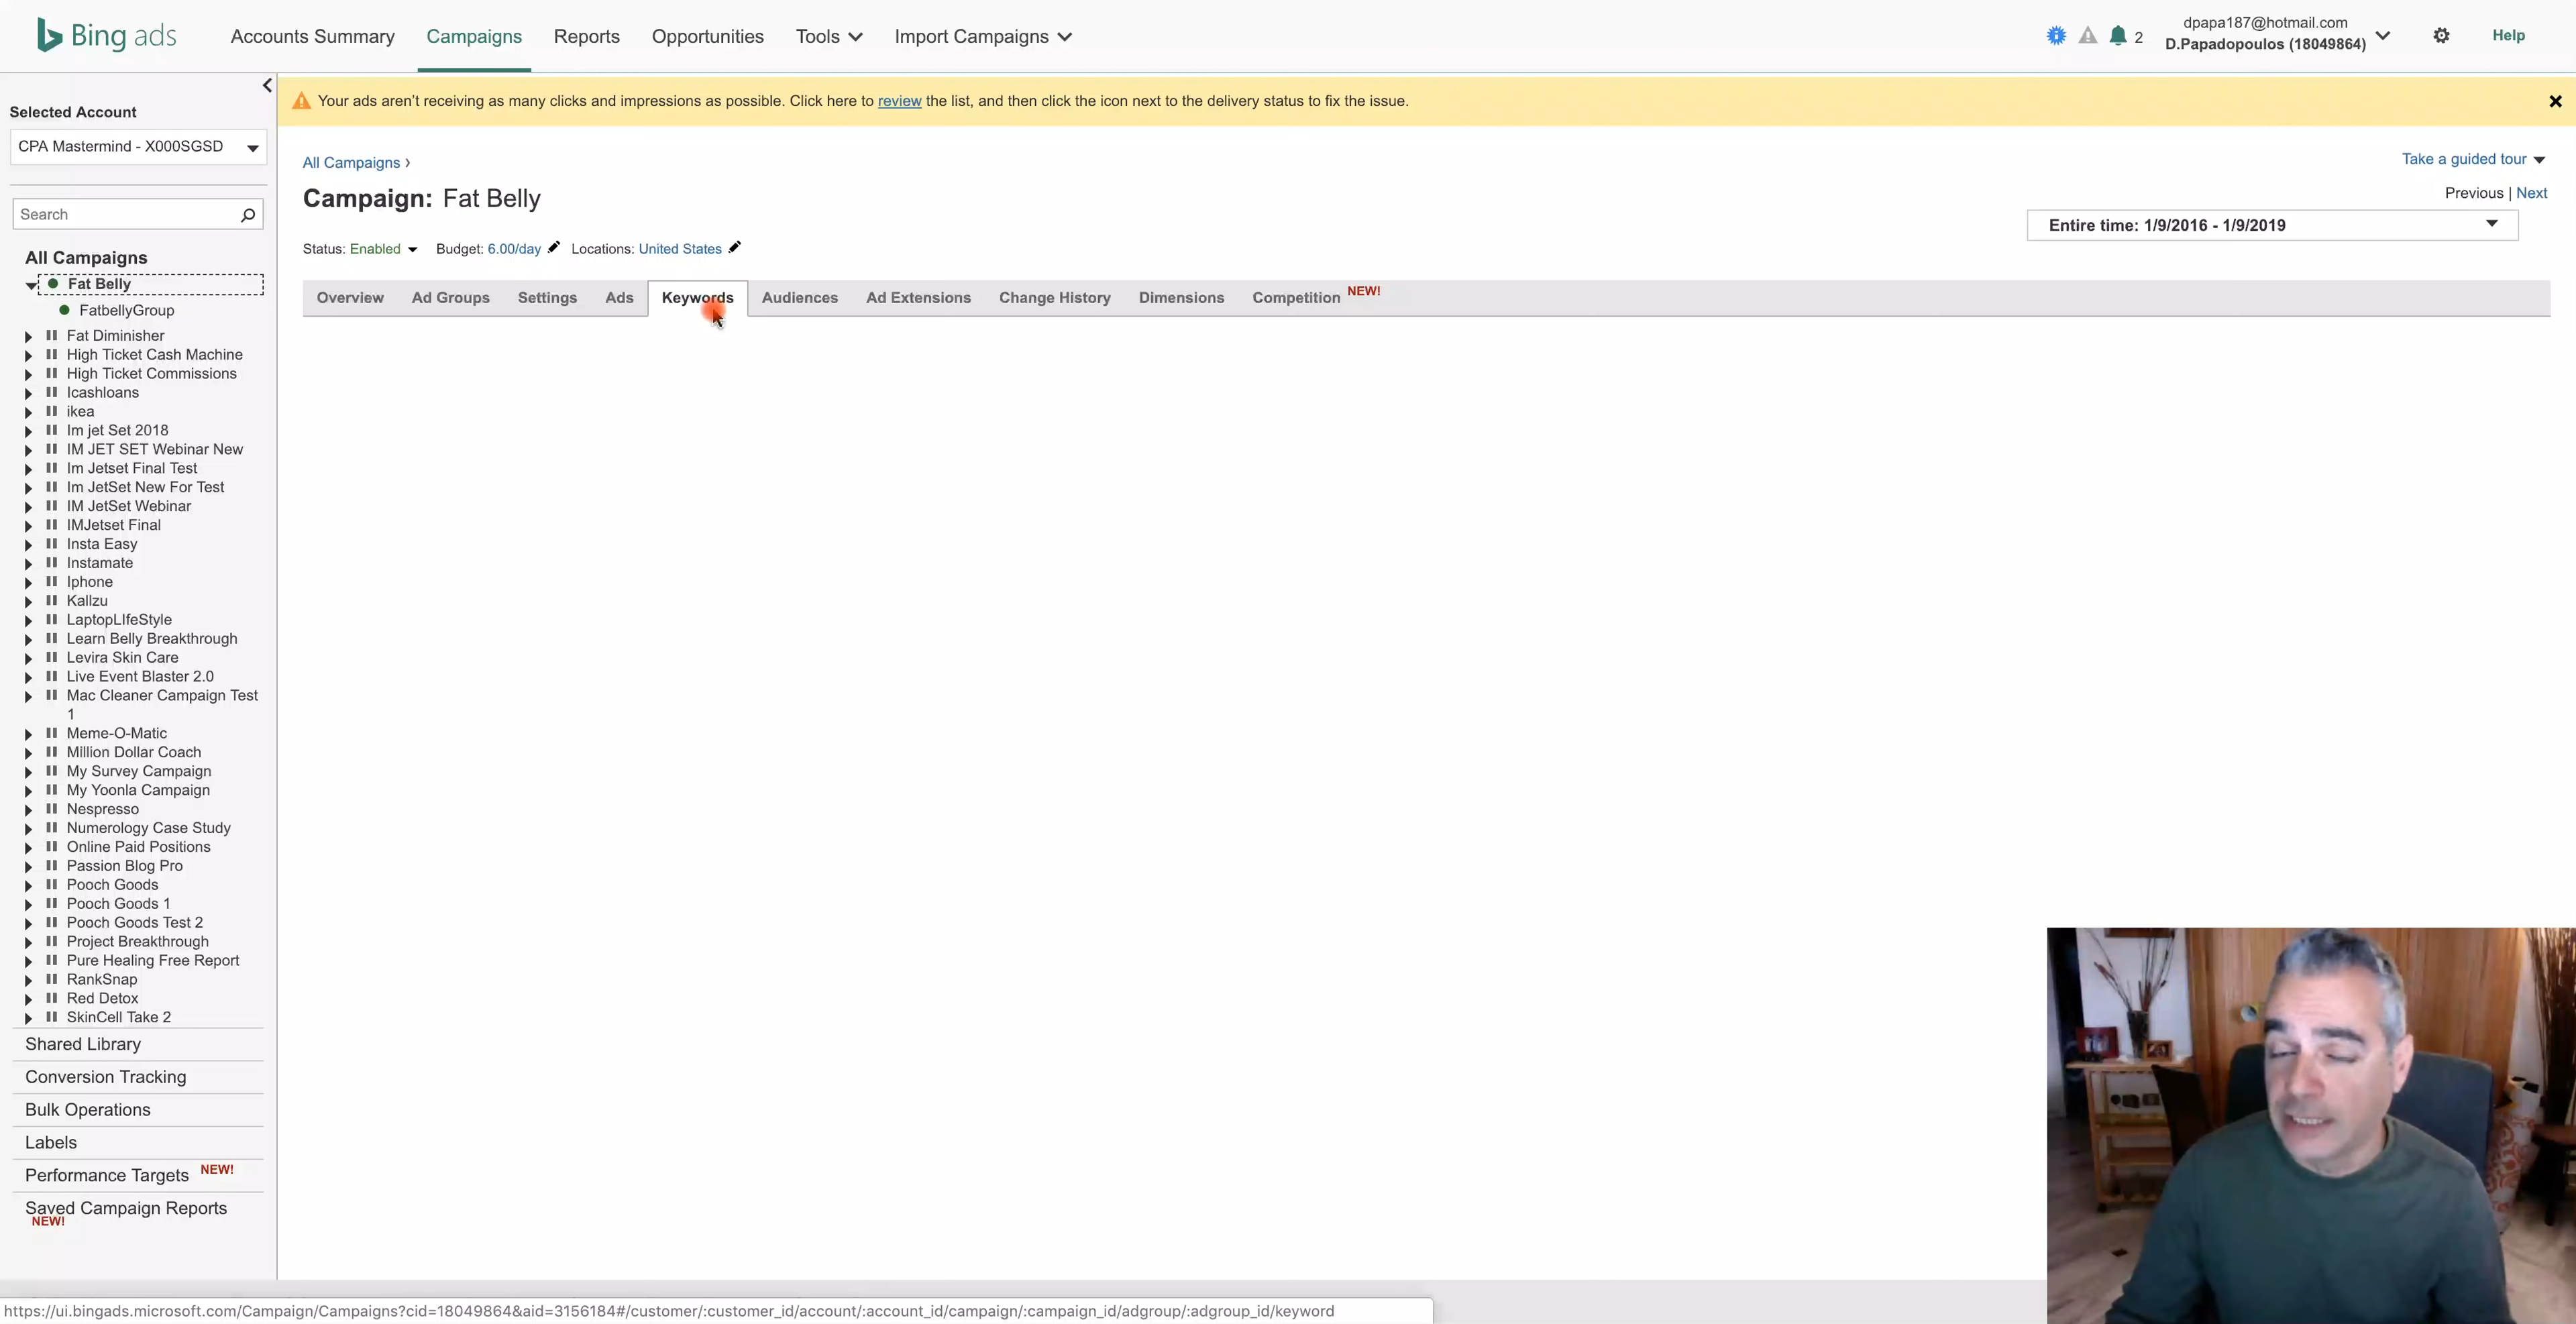 Bing ads
Accounts Summary
Campaigns
Reports
Opportunities
Tools
Import Campaigns
2
dpapa187@hotmail.com
D.Papadopoulos (18049864)
Help
Selected Account
CPA Mastermind - X000SGSD
Search
All Campaigns
Fat Belly
FatbellyGroup
Fat Diminisher
High Ticket Cash Machine
High Ticket Commissions
Icashloans
ikea
Im jet Set 2018
IM JET SET Webinar New
Im Jetset Final Test
Im JetSet New For Test
IM JetSet Webinar
IMJetset Final
Insta Easy
Instamate
Iphone
Kallzu
LaptopLIfeStyle
Learn Belly Breakthrough
Levira Skin Care
Live Event Blaster 2.0
Mac Cleaner Campaign Test
1
Meme-O-Matic
Million Dollar Coach
My Survey Campaign
My Yoonla Campaign
Nespresso
Numerology Case Study
Online Paid Positions
Passion Blog Pro
Pooch Goods
Pooch Goods 1
Pooch Goods Test 2
Project Breakthrough
Pure Healing Free Report
RankSnap
Red Detox
SkinCell Take 2
Shared Library
Conversion Tracking
Bulk Operations
Labels
Performance Targets NEW!
Saved Campaign Reports
NEW!
Your ads aren't receiving as many clicks and impressions as possible. Click here to review the list, and then click the icon next to the delivery status to fix the issue.
All Campaigns ›
Take a guided tour
Campaign: Fat Belly
Previous | Next
Entire time: 1/9/2016 - 1/9/2019
Status: Enabled Budget: 6.00/day Locations: United States
Overview Ad Groups Settings Ads Keywords Audiences Ad Extensions Change History Dimensions Competition NEW!
https://ui.bingads.microsoft.com/Campaign/Campaigns?cid=18049864&aid=3156184#/customer/:customer_id/account/:account_id/campaign/:campaign_id/adgroup/:adgroup_id/keyword